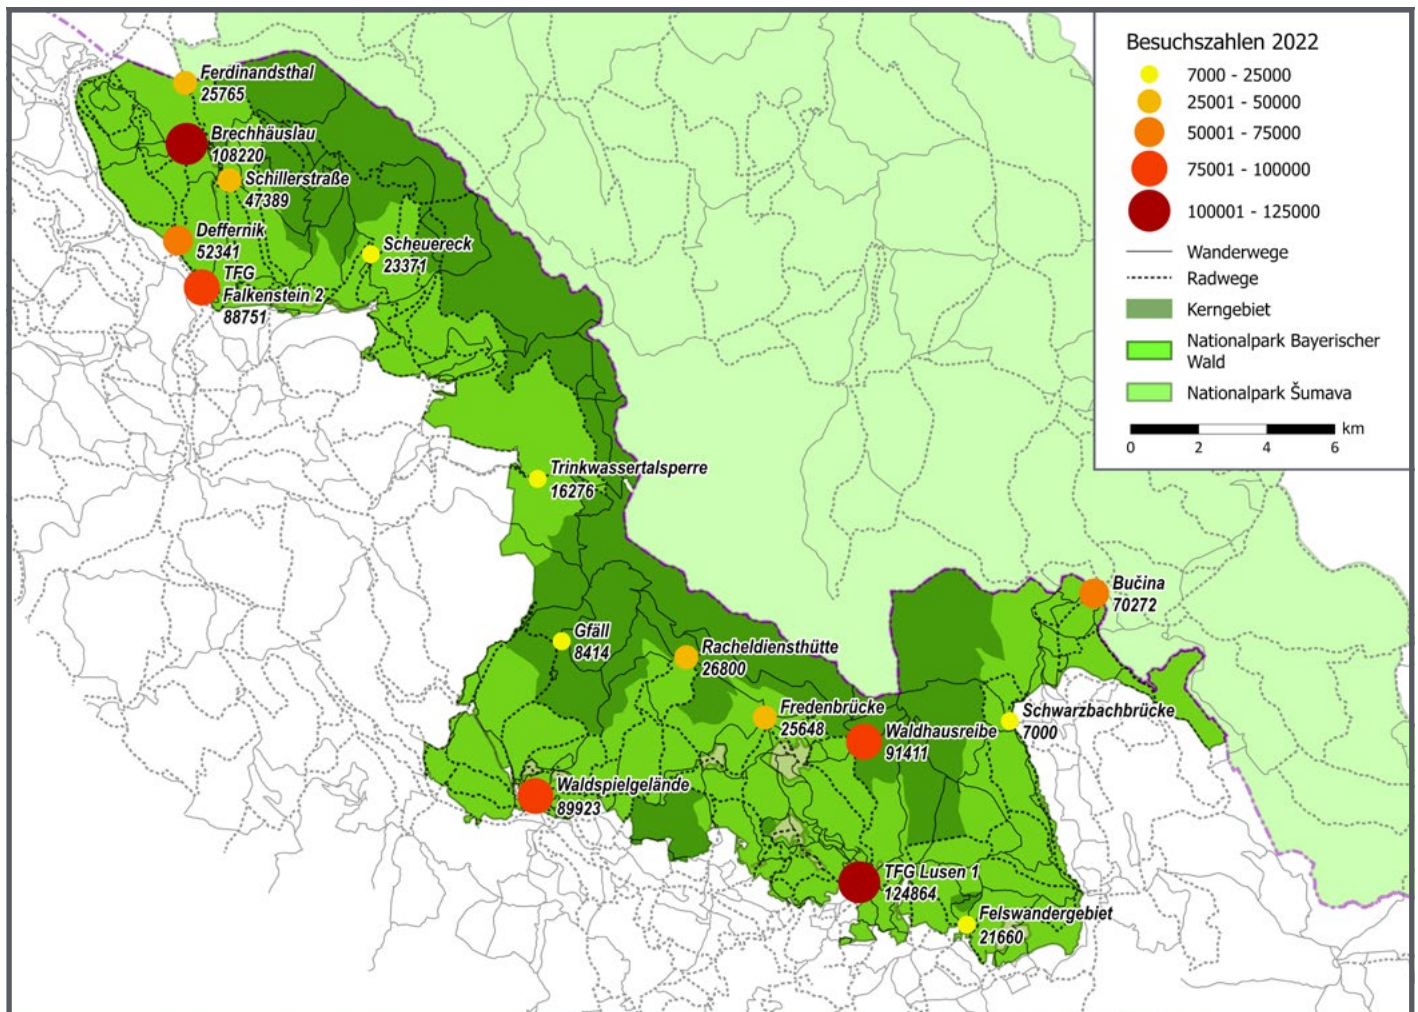 Ferdinandsthal
25765
Brechhäuslau
108220
Schillerstraße
47389
Deffernik
52341
TFG
Falkenstein 2
88751
Scheuereck
23371
Trinkwassertalsperre
16276
Gfäll
8414
Racheldiensthütte
26800
Fredenbrücke
25648
Waldhausreibe
91411
Schwarzbachbrücke
7000
Bučina
70272
Waldspielgelände
89923
TFG Lusen 1
124864
Felswandergebiet
21660
Besuchszahlen 2022
7000 - 25000
25001 - 50000
50001 - 75000
75001 - 100000
100001 - 125000
Wanderwege
Radwege
Kerngebiet
Nationalpark Bayerischer
Wald
Nationalpark Šumava
km
0 2 4 6